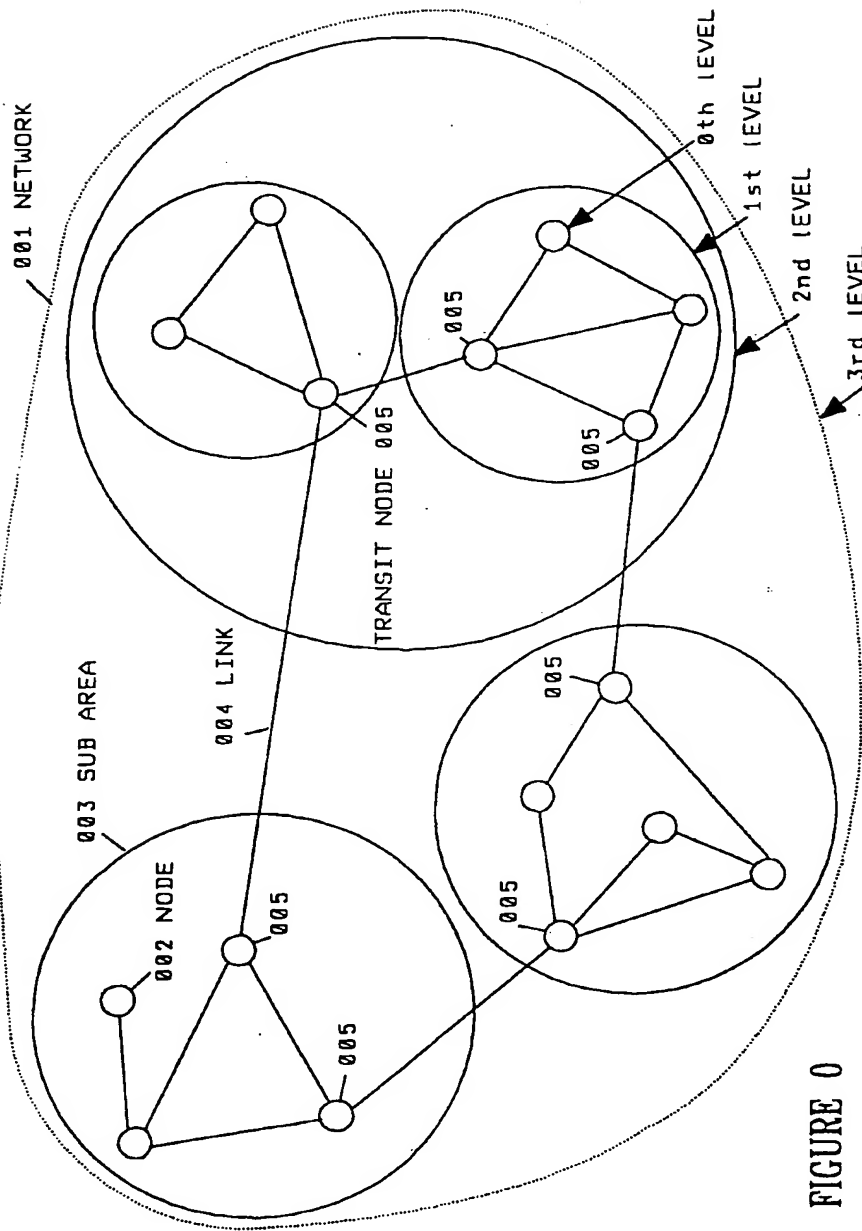 001 NETWORK
003 SUB AREA
002 NODE
004 LINK
005
005
TRANSIT NODE 005
005
005
005
005
0th LEVEL
1st LEVEL
2nd LEVEL
3rd LEVEL
FIGURE 0